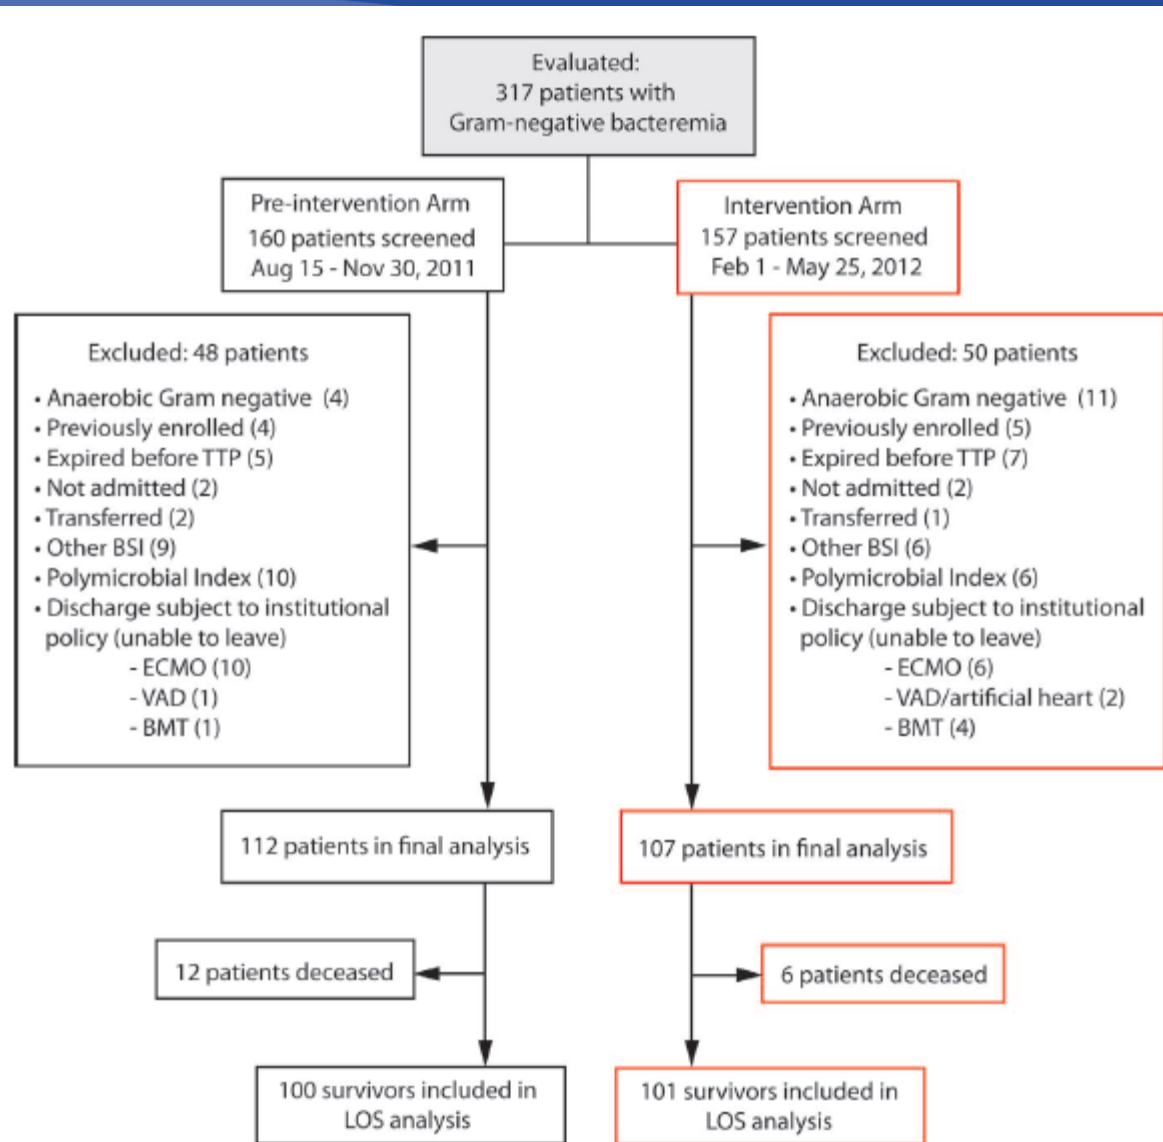 Evaluated:
317 patients with
Gram-negative bacteremia
Pre-intervention Arm
160 patients screened
Aug 15 - Nov 30, 2011
Intervention Arm
157 patients screened
Feb 1 - May 25, 2012
Excluded: 48 patients
• Anaerobic Gram negative (4)
• Previously enrolled (4)
• Expired before TTP (5)
• Not admitted (2)
• Transferred (2)
• Other BSI (9)
• Polymicrobial Index (10)
• Discharge subject to institutional
policy (unable to leave)
- ECMO (10)
- VAD (1)
- BMT (1)
Excluded: 50 patients
• Anaerobic Gram negative (11)
• Previously enrolled (5)
• Expired before TTP (7)
• Not admitted (2)
• Transferred (1)
• Other BSI (6)
• Polymicrobial Index (6)
• Discharge subject to institutional
policy (unable to leave)
- ECMO (6)
- VAD/artificial heart (2)
- BMT (4)
112 patients in final analysis
107 patients in final analysis
12 patients deceased
6 patients deceased
100 survivors included in
LOS analysis
101 survivors included in
LOS analysis